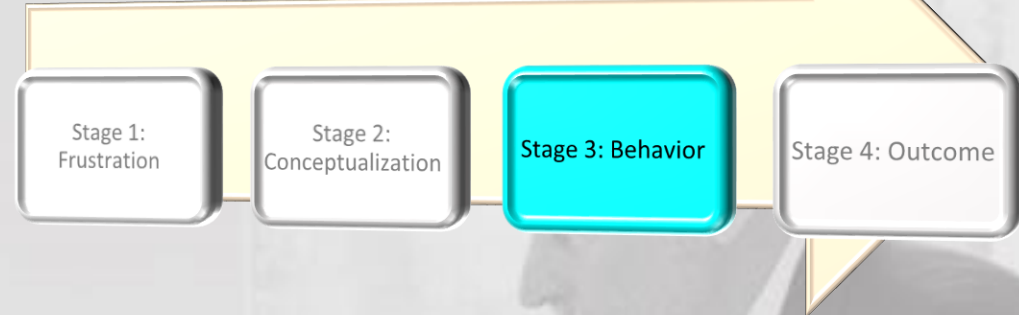 Stage 1:
Frustration
Stage 2:
Conceptualization
Stage 3: Behavior
Stage 4: Outcome